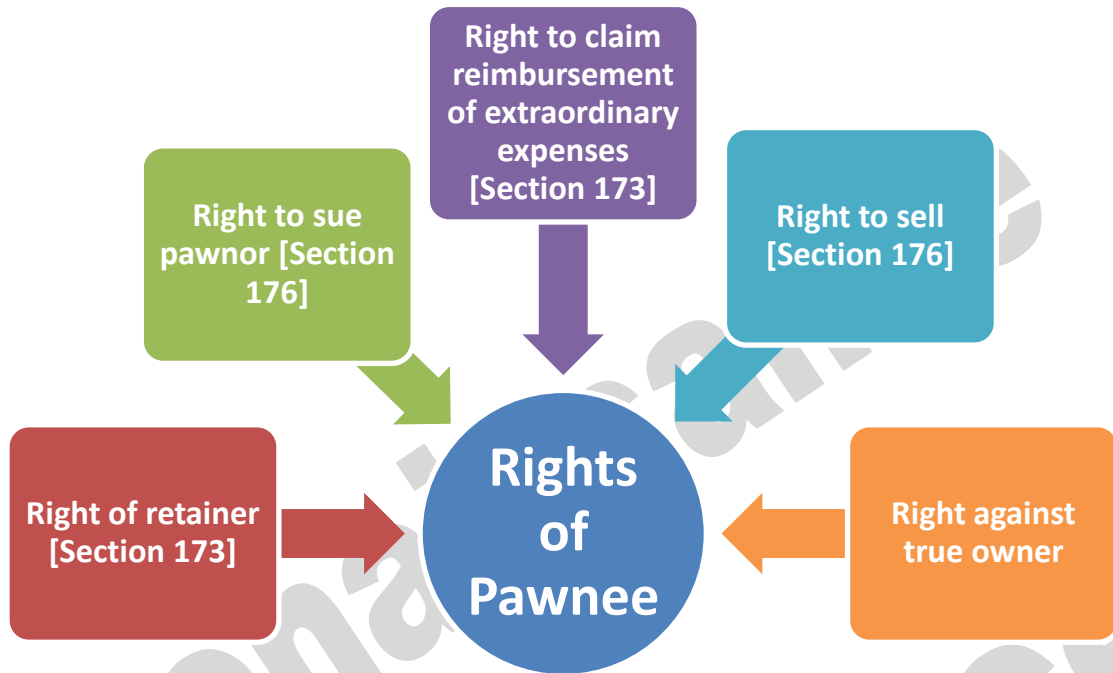 Right to claim
reimbursement
of extraordinary
expenses
[Section 173]
Right to sue
pawnor [Section
176]
Right to sell
[Section 176]
Right of retainer
[Section 173]
Rights
of
Pawnee
Right against
true owner